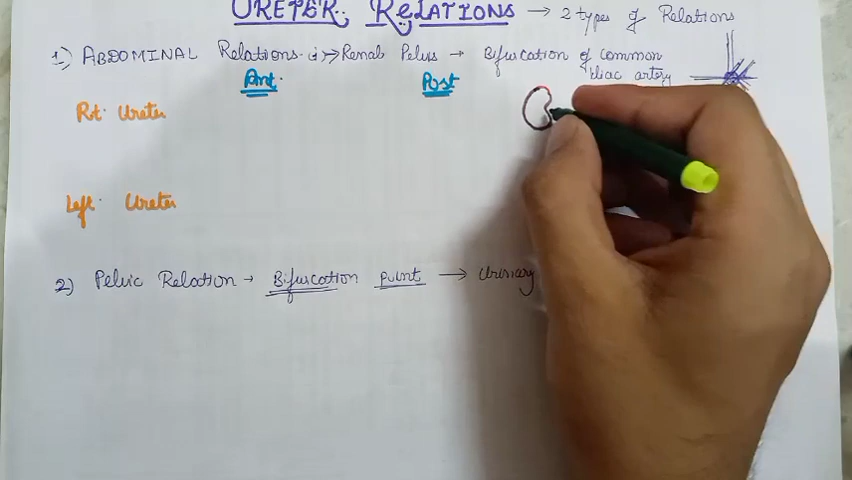 URETER RELATIONS → 2 types of Relations
1) ABDOMINAL Relations → Renal Pelvis → Bifurcation of common iliac artery
Ant. Post
Rt. Ureter
Left. Ureter
2) Pelvic Relation → Bifurcation point → Urinary